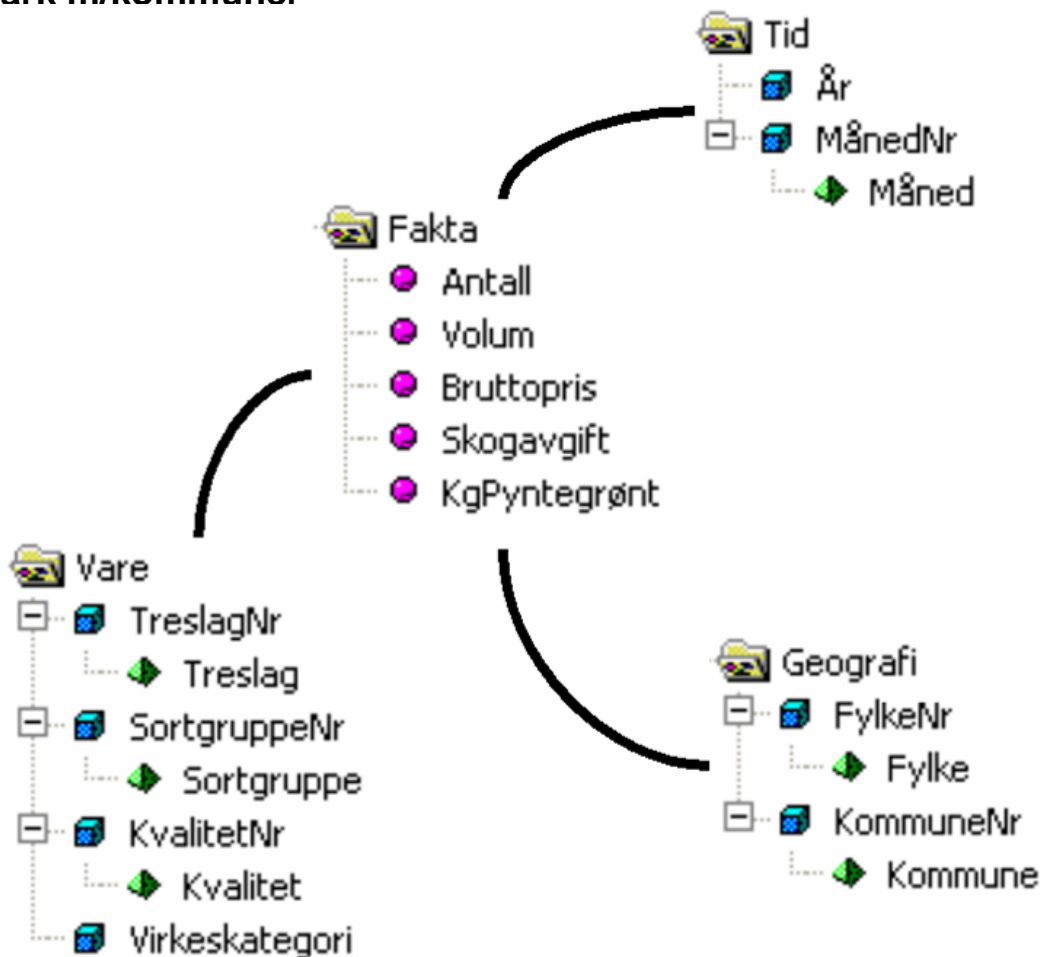 m/kommuner
Tid
År
MånedNr
Måned
Fakta
Antall
Volum
Bruttopris
Skogavgift
KgPyntegrønt
Vare
TreslagNr
Treslag
SortgruppeNr
Sortgruppe
KvalitetNr
Kvalitet
Virkeskategori
Geografi
FylkeNr
Fylke
KommuneNr
Kommune